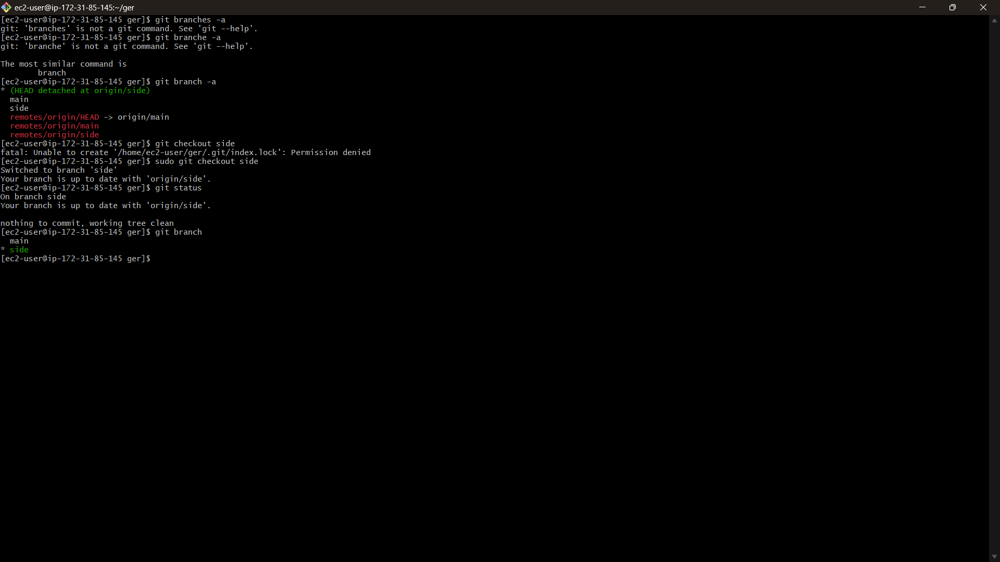 ec2-user@ip-172-31-85-145:~/ger
[ec2-user@ip-172-31-85-145 ger]$ git branches -a
git: 'branches' is not a git command. See 'git --help'.
[ec2-user@ip-172-31-85-145 ger]$ git branche -a
git: 'branche' is not a git command. See 'git --help'.
The most similar command is
branch
[ec2-user@ip-172-31-85-145 ger]$ git branch -a
* (HEAD detached at origin/side)
main
side
remotes/origin/HEAD -> origin/main
remotes/origin/main
remotes/origin/side
[ec2-user@ip-172-31-85-145 ger]$ git checkout side
fatal: Unable to create '/home/ec2-user/ger/.git/index.lock': Permission denied
[ec2-user@ip-172-31-85-145 ger]$ sudo git checkout side
Switched to branch 'side'
Your branch is up to date with 'origin/side'.
[ec2-user@ip-172-31-85-145 ger]$ git status
On branch side
Your branch is up to date with 'origin/side'.
nothing to commit, working tree clean
[ec2-user@ip-172-31-85-145 ger]$ git branch
main
* side
[ec2-user@ip-172-31-85-145 ger]$